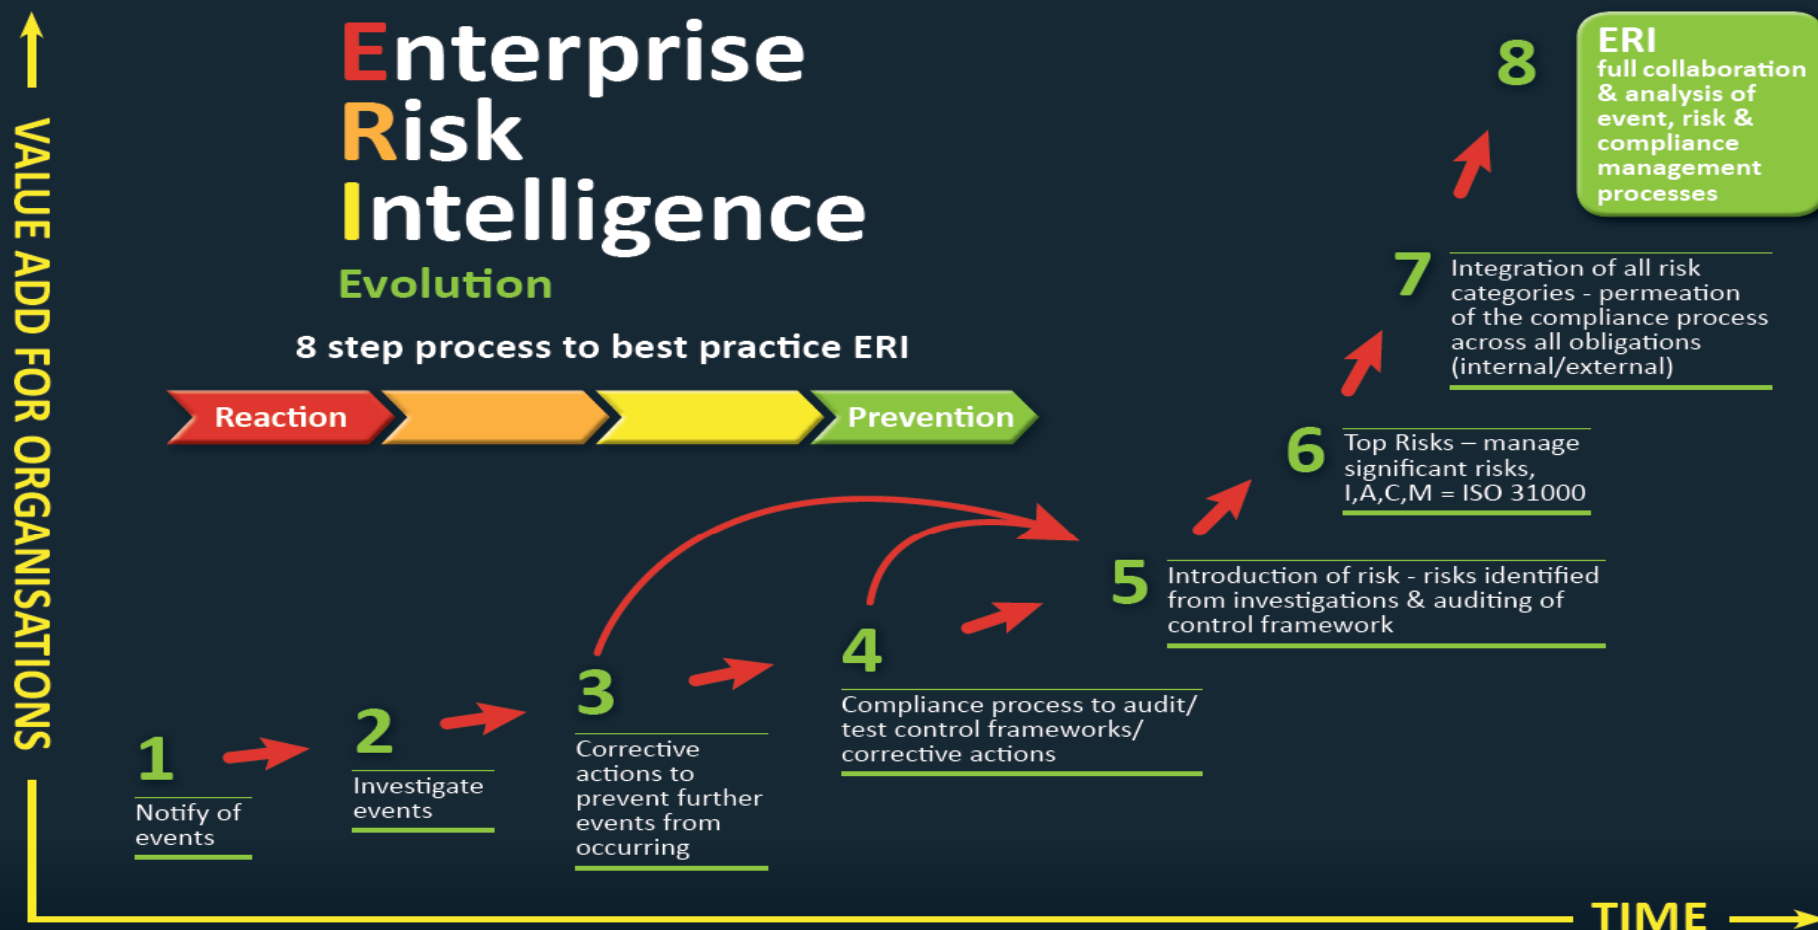 VALUE ADD FOR ORGANISATIONS
Enterprise
Risk
Intelligence
Evolution
8 step process to best practice ERI
Reaction
Prevention
1
Notify of
events
2
Investigate
events
3
Corrective
actions to
prevent further
events from
occurring
4
Compliance process to audit/
test control frameworks/
corrective actions
5
Introduction of risk - risks identified
from investigations & auditing of
control framework
6
Top Risks – manage
significant risks,
I,A,C,M = ISO 31000
7
Integration of all risk
categories - permeation
of the compliance process
across all obligations
(internal/external)
8
ERI
full collaboration
& analysis of
event, risk &
compliance
management
processes
TIME